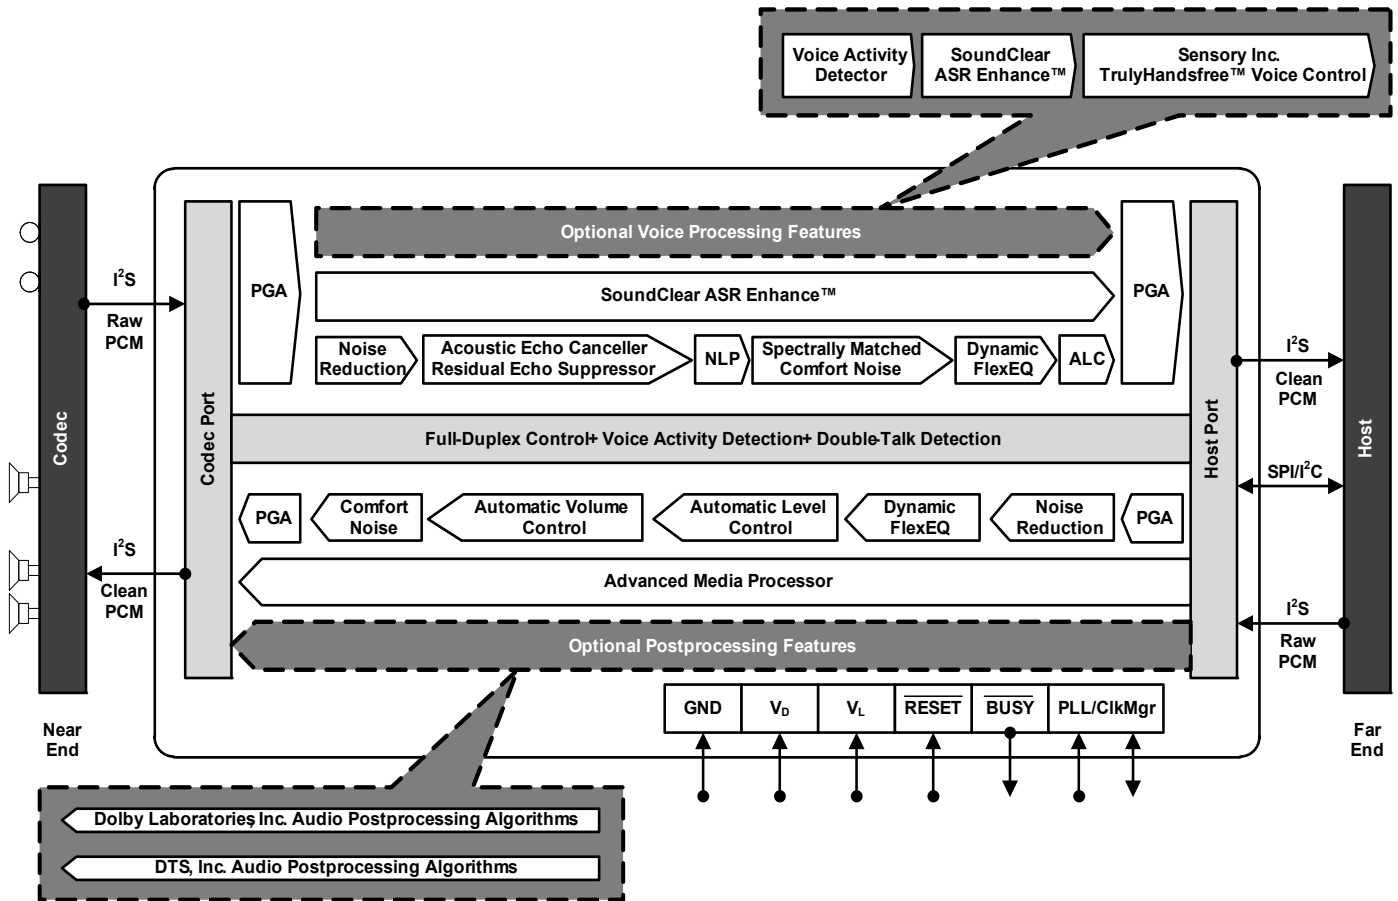 Voice Activity
Detector
SoundClear
ASR Enhance™
Sensory Inc.
TrulyHandsfree™ Voice Control
Optional Voice Processing Features
PGA
SoundClear ASR Enhance™
PGA
Noise
Reduction
Acoustic Echo Canceller
Residual Echo Suppressor
NLP
Spectrally Matched
Comfort Noise
Dynamic
FlexEQ
ALC
Codec
I²S
Raw
PCM
Codec Port
Full-Duplex Control+ Voice Activity Detection+ Double-Talk Detection
Host Port
I²S
Clean
PCM
SPI/I²C
Host
PGA
Comfort
Noise
Automatic Volume
Control
Automatic Level
Control
Dynamic
FlexEQ
Noise
Reduction
PGA
I²S
Clean
PCM
Advanced Media Processor
I²S
Raw
PCM
Optional Postprocessing Features
GND
V_D
V_L
RESET
BUSY
PLL/ClkMgr
Near
End
Far
End
Dolby Laboratories, Inc. Audio Postprocessing Algorithms
DTS, Inc. Audio Postprocessing Algorithms